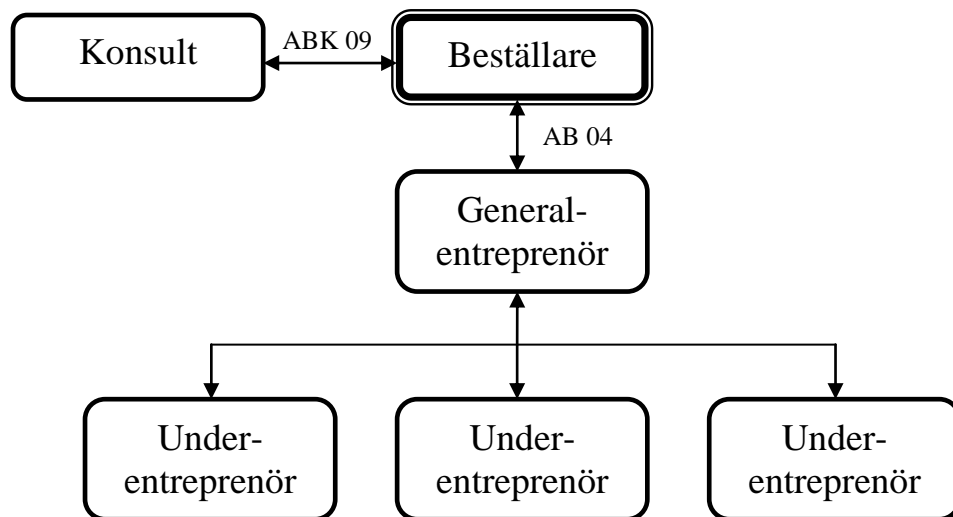 Konsult
ABK 09
Beställare
AB 04
General-
entreprenör
Under-
entreprenör
Under-
entreprenör
Under-
entreprenör